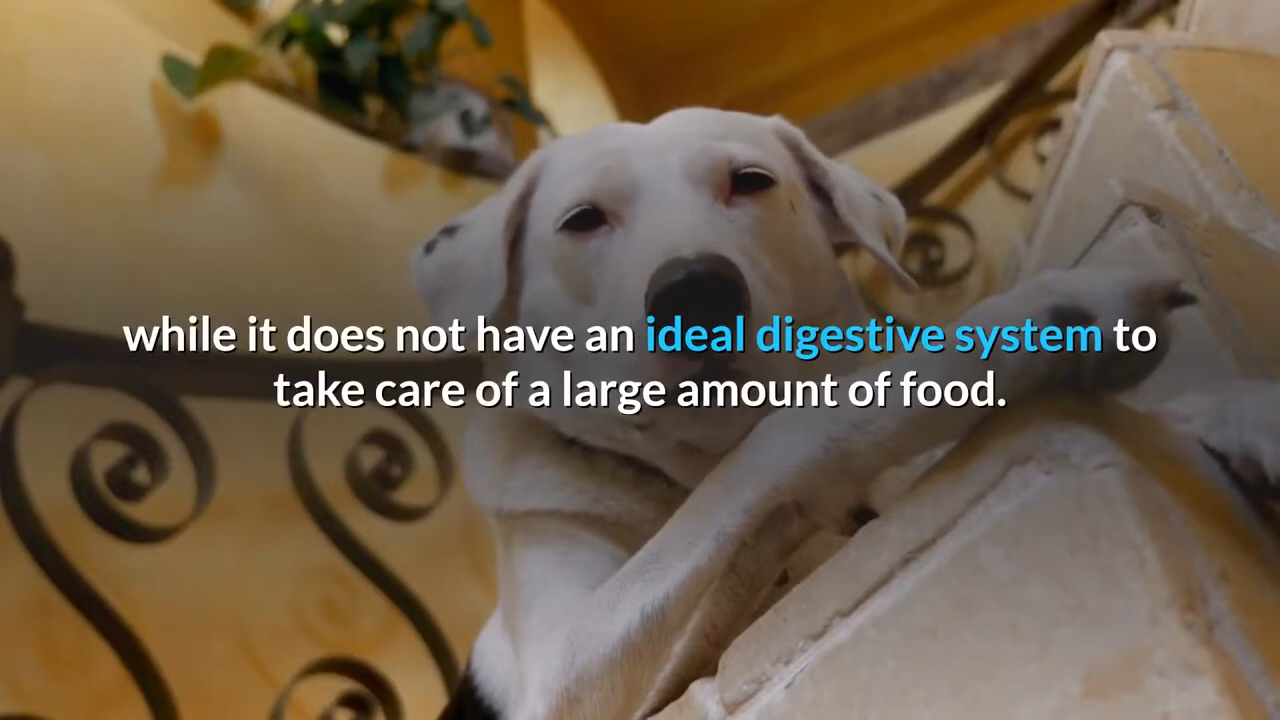 while it does not have an ideal digestive system to
take care of a large amount of food.